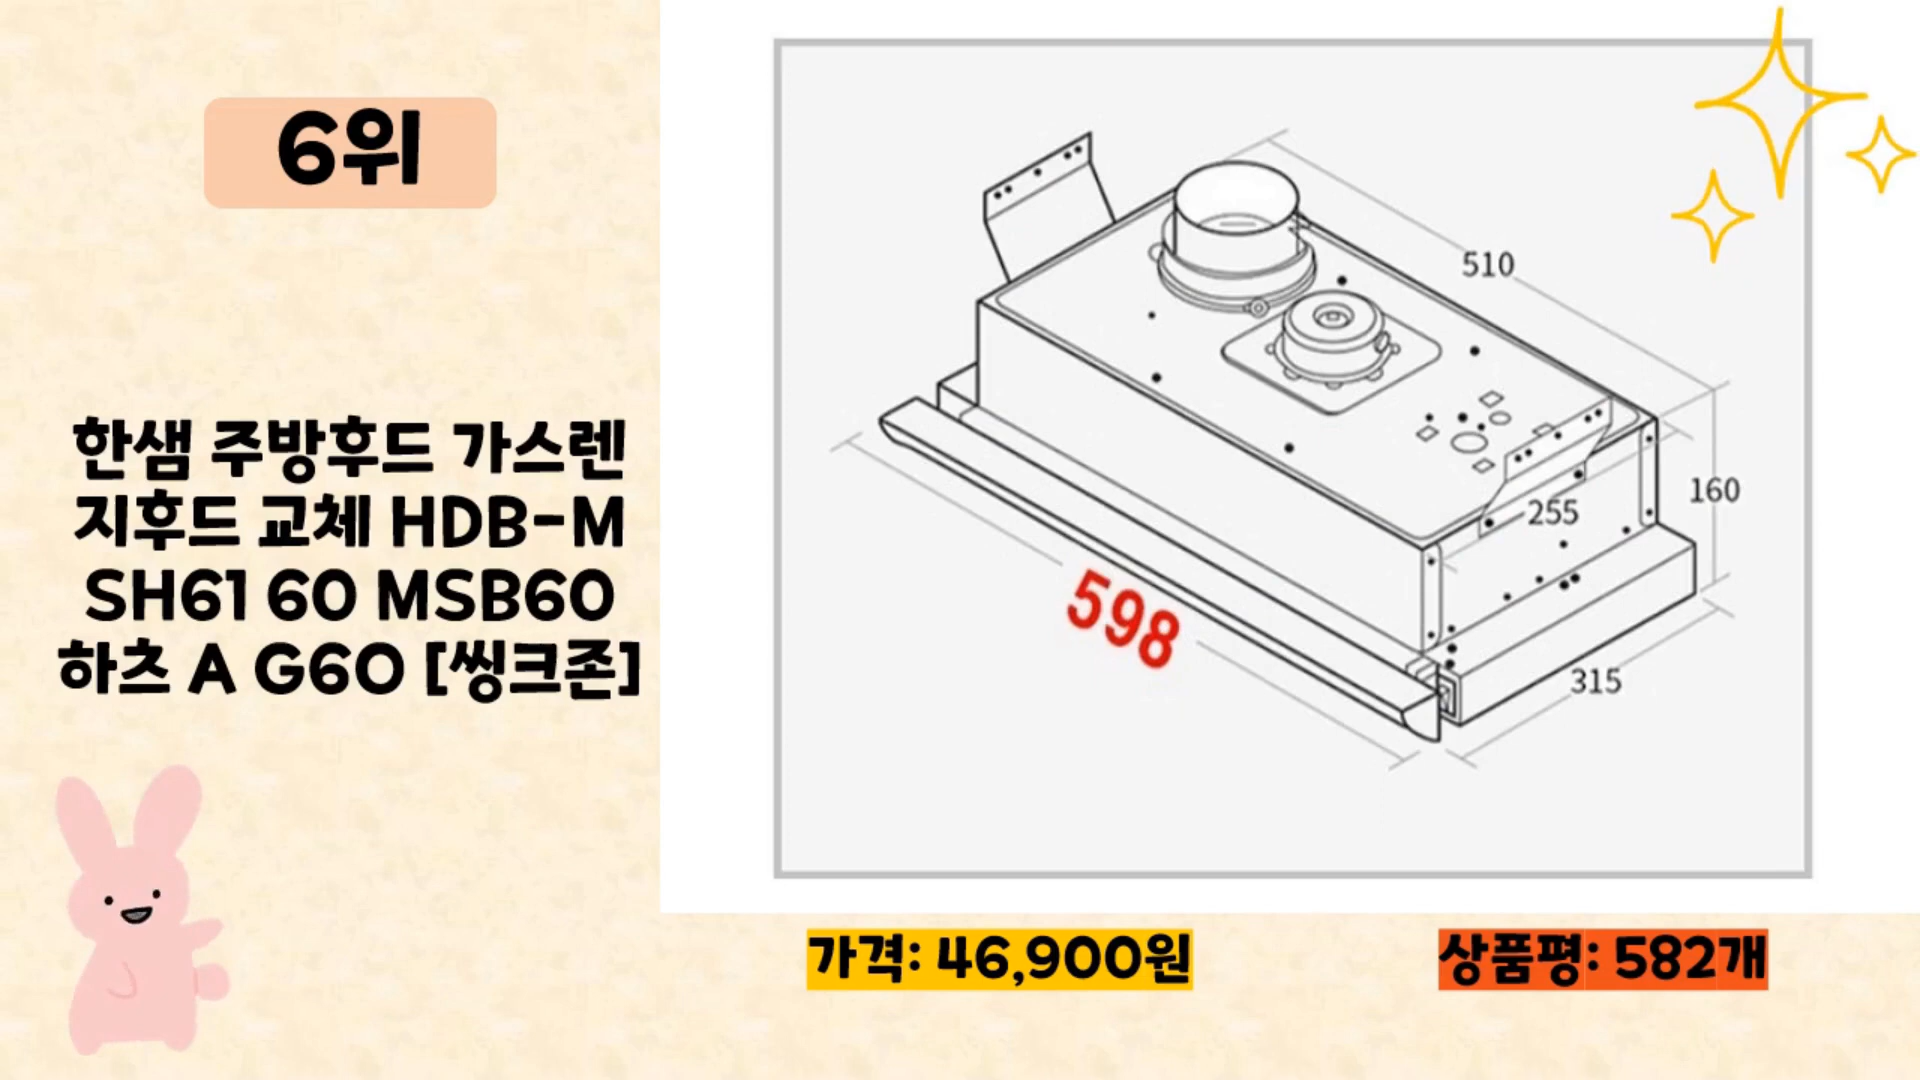 6위
한샘 주방후드 가스렌
지후드 교체 HDB-M
SH61 60 MSB60
하츠 A G60 [씽크존]
510
160
255
598
315
가격: 46,900원
상품평: 582개